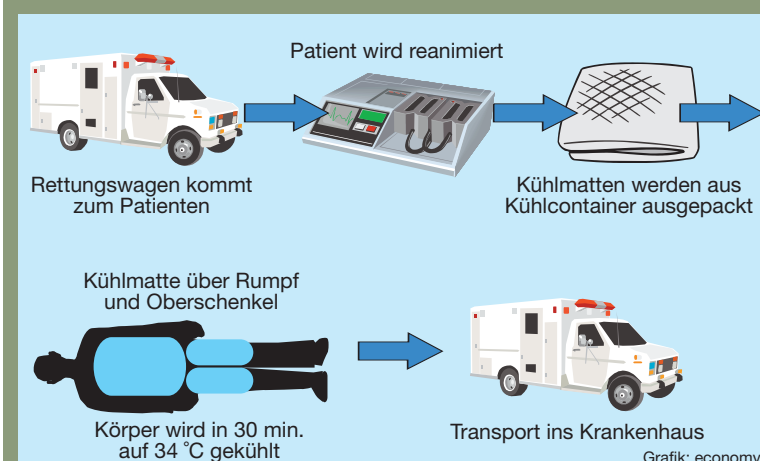 Patient wird reanimiert
Rettungswagen kommt
zum Patienten
Kühlmatten werden aus
Kühlcontainer ausgepackt
Kühlmatte über Rumpf
und Oberschenkel
Körper wird in 30 min.
auf 34 °C gekühlt
Transport ins Krankenhaus
Grafik: economy